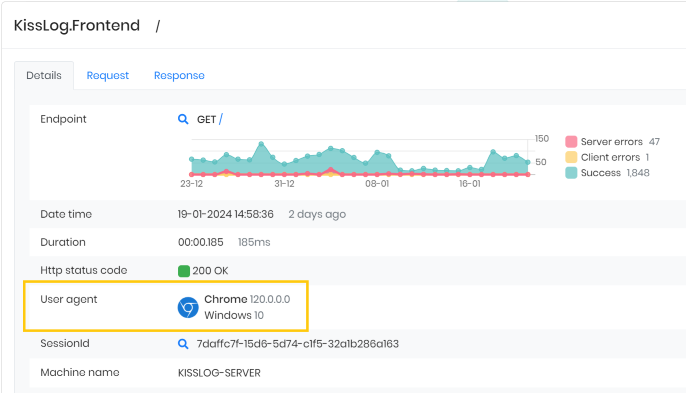 KissLog.Frontend /
Details Request Response
Endpoint GET /
150
50
23-12 31-12 08-01 16-01
Server errors 47
Client errors 1
Success 1,848
Date time 19-01-2024 14:58:36 2 days ago
Duration 00:00.185 185ms
Http status code 200 OK
User agent Chrome 120.0.0.0
Windows 10
SessionId 7daffc7f-15d6-5d74-c1f5-32a1b286a163
Machine name KISSLOG-SERVER